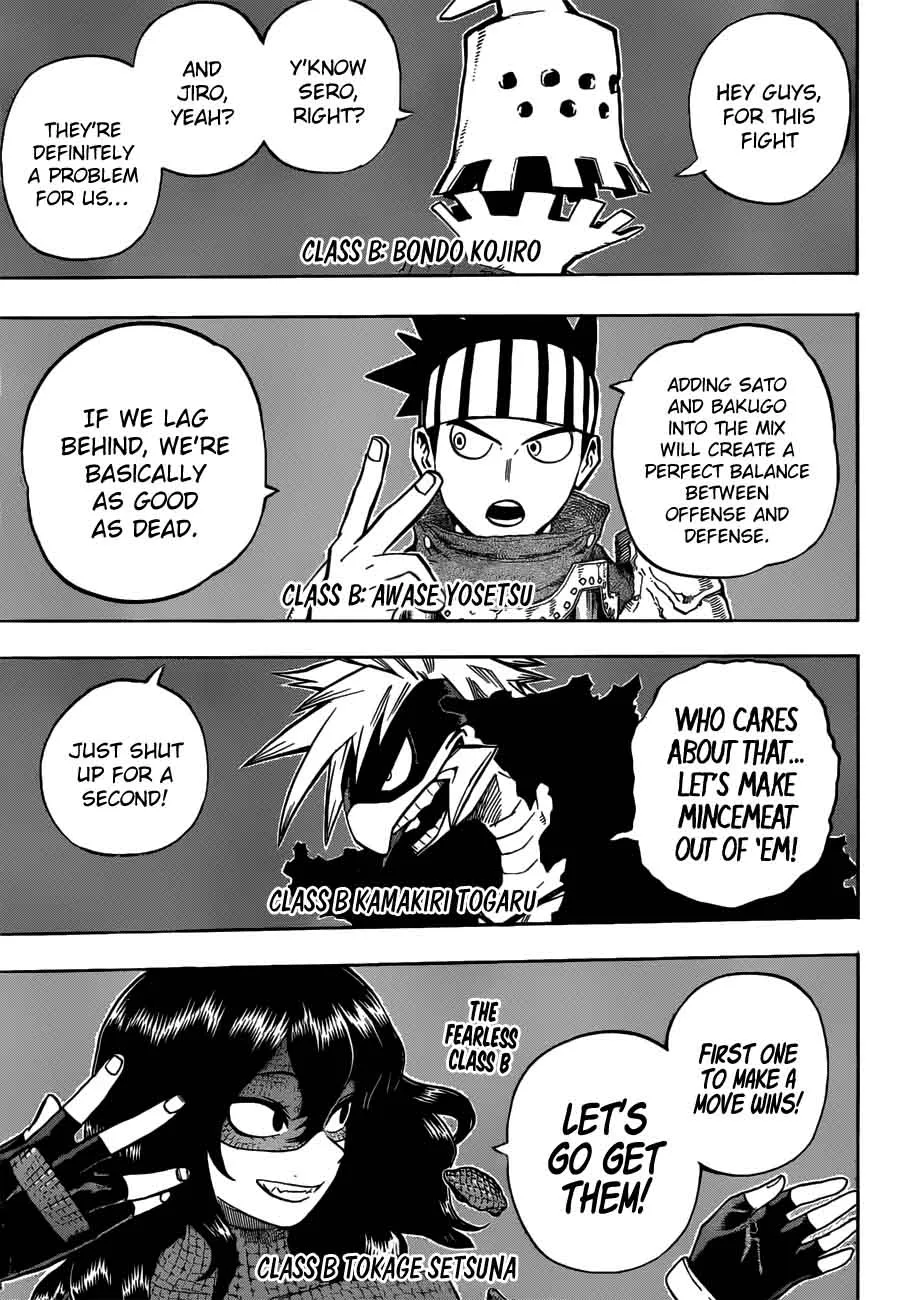 HEY GUYS,
FOR THIS
FIGHT
Y'KNOW
SERO,
RIGHT?
AND
JIRO,
YEAH?
THEY'RE
DEFINITELY
A PROBLEM
FOR US...
CLASS B: BONDO KOJIRO
ADDING SATO
AND BAKUGO
INTO THE MIX
WILL CREATE A
PERFECT BALANCE
BETWEEN
OFFENSE AND
DEFENSE.
IF WE LAG
BEHIND, WE'RE
BASICALLY
AS GOOD
AS DEAD.
CLASS B: AWASE YOSETSU
WHO CARES
ABOUT THAT...
LET'S MAKE
MINCEMEAT
OUT OF 'EM!
JUST SHUT
UP FOR A
SECOND!
CLASS B KAMAKIRI TOGARU
FIRST ONE
TO MAKE A
MOVE WINS!
LET'S
GO GET
THEM!
THE
FEARLESS
CLASS B
CLASS B TOKAGE SETSUNA